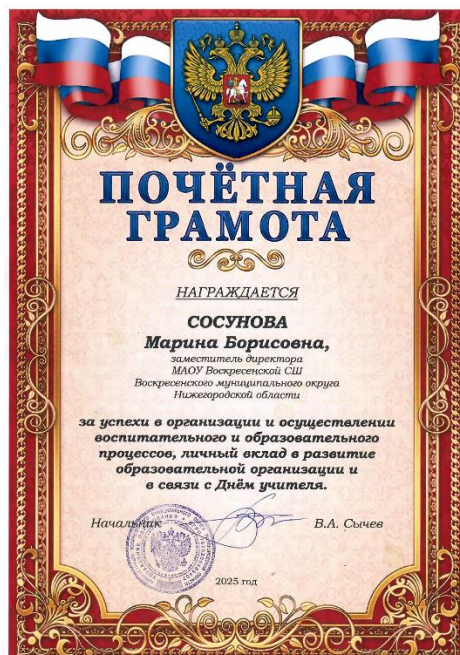 ПОЧЁТНАЯ
ГРАМОТА
НАГРАЖДАЕТСЯ
СОСУНОВА
Марина Борисовна,
заместитель директора
МАОУ Воскресенской СШ
Воскресенского муниципального округа
Нижегородской области
за успехи в организации и осуществлении
воспитательного и образовательного
процессов, личный вклад в развитие
образовательной организации и
в связи с Днём учителя.
Начальник В.А. Сычев
2025 год